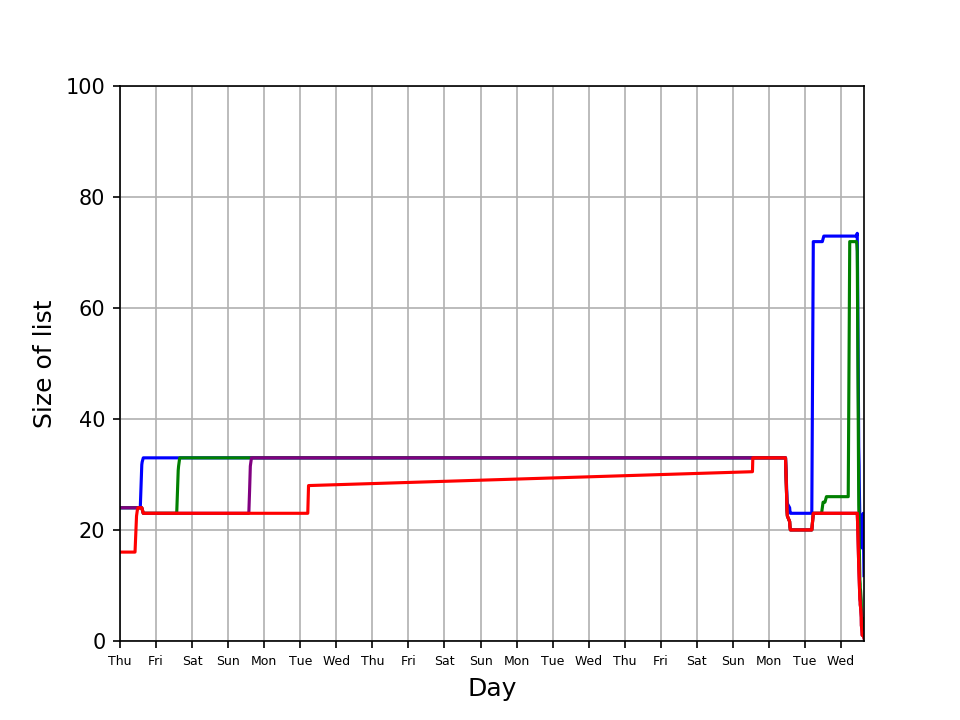 100
80
60
40
20
0
Size of list
Thu Fri Sat Sun Mon Tue Wed Thu Fri Sat Sun Mon Tue Wed Thu Fri Sat Sun Mon Tue Wed
Day